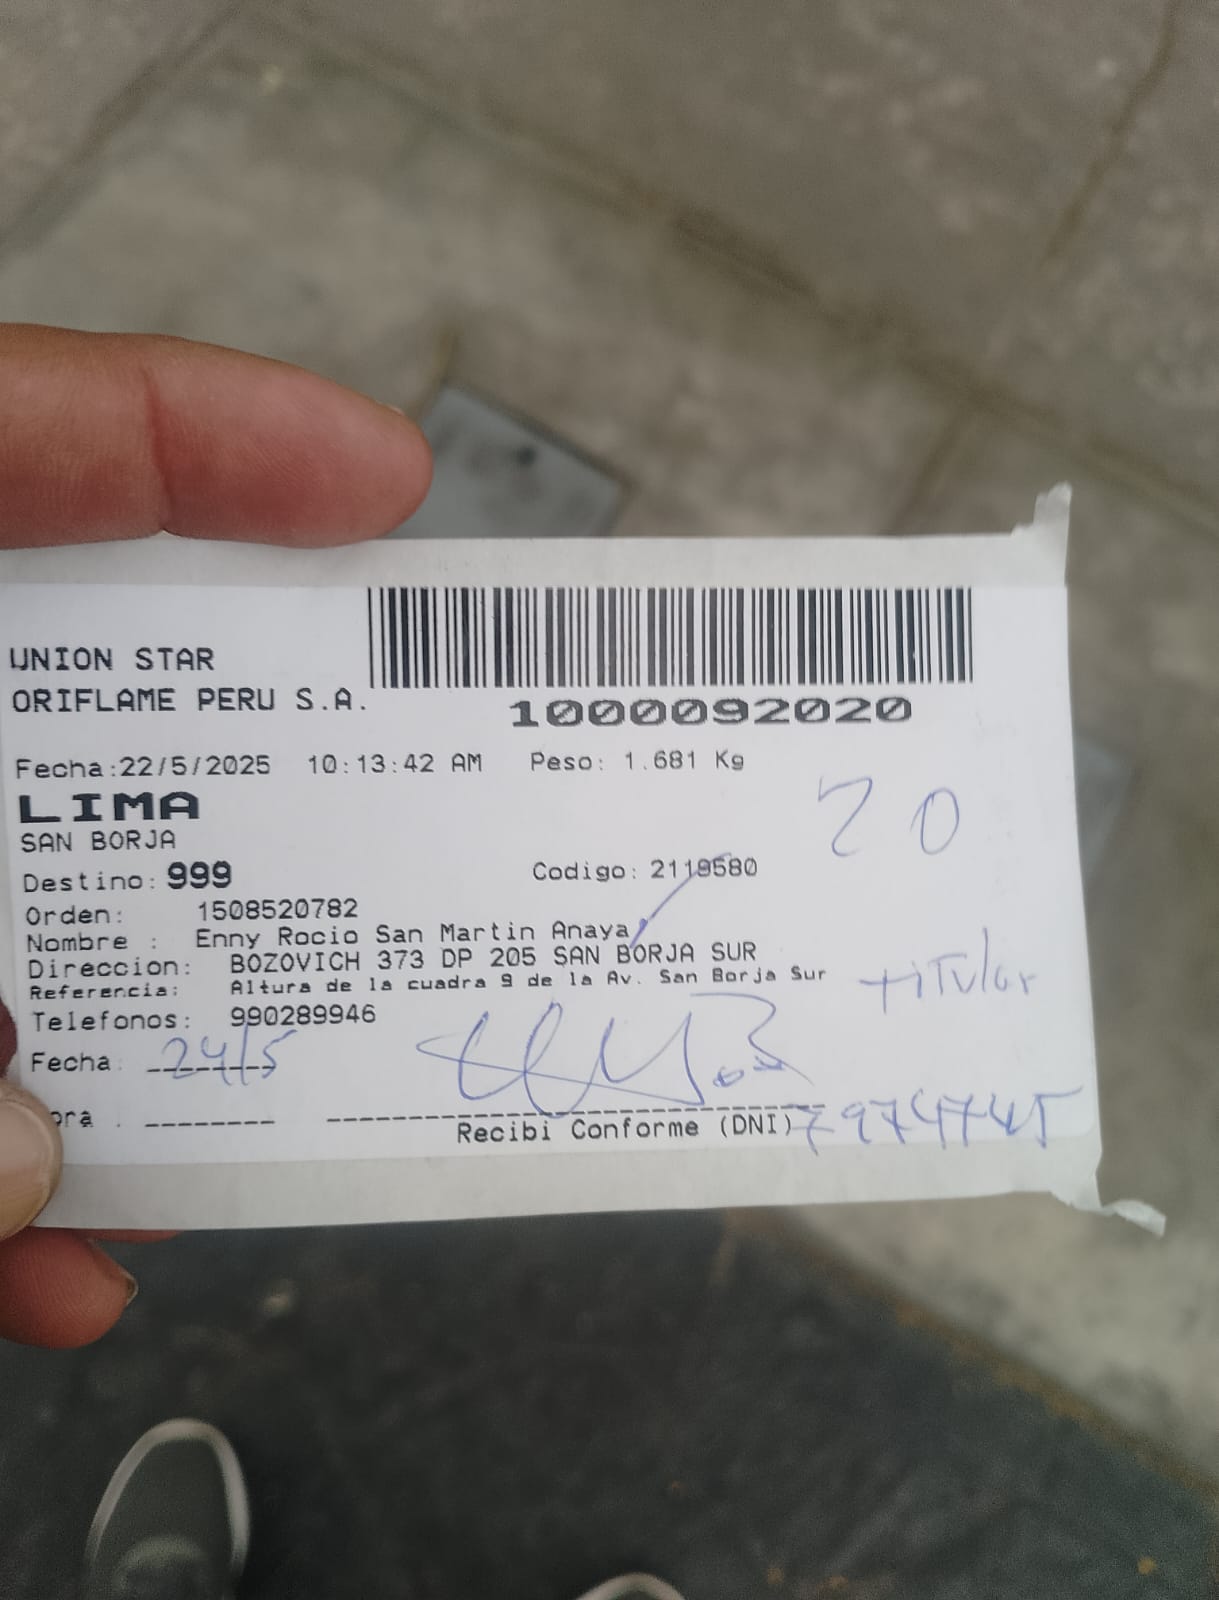 UNION STAR
ORIFLAME PERU S.A.
1000092020
Fecha:22/5/2025 10:13:42 AM Peso: 1.681 Kg
LIMA
20
SAN BORJA
Destino: 999 Codigo: 2119580
Orden: 1508520782
Nombre : Enny Rocio San Martin Anaya
Direccion: BOZOVICH 373 DP 205 SAN BORJA SUR
Referencia: Altura de la cuadra 9 de la Av. San Borja Sur
titular
Telefonos: 990289946
Fecha: 24/5
ora :
Recibi Conforme (DNI) 7974745